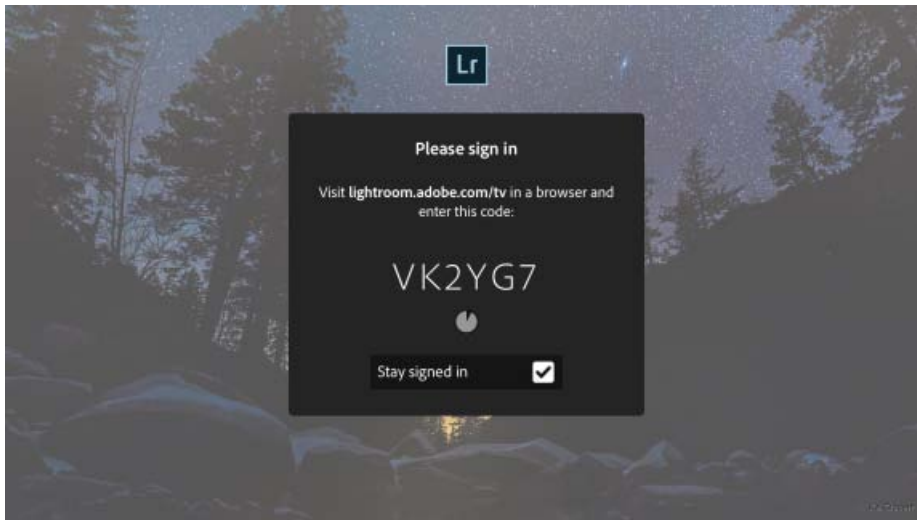 Lr
Please sign in
Visit lightroom.adobe.com/tv in a browser and
enter this code:
VK2YG7
Stay signed in